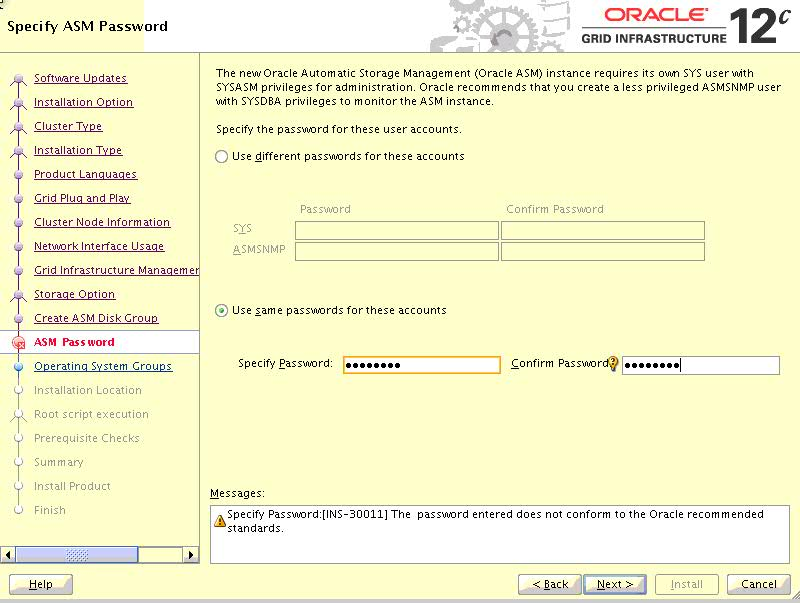 Specify ASM Password
ORACLE®
GRID INFRASTRUCTURE
12c
Software Updates
Installation Option
Cluster Type
Installation Type
Product Languages
Grid Plug and Play
Cluster Node Information
Network Interface Usage
Grid Infrastructure Managemen
Storage Option
Create ASM Disk Group
ASM Password
Operating System Groups
Installation Location
Root script execution
Prerequisite Checks
Summary
Install Product
Finish
The new Oracle Automatic Storage Management (Oracle ASM) instance requires its own SYS user with
SYSASM privileges for administration. Oracle recommends that you create a less privileged ASMSNMP user
with SYSDBA privileges to monitor the ASM instance.
Specify the password for these user accounts.
Use different passwords for these accounts
Password Confirm Password
SYS
ASMSNMP
Use same passwords for these accounts
Specify Password: ●●●●●●●● Confirm Password ●●●●●●●●
Messages:
Specify Password:[INS-30011] The password entered does not conform to the Oracle recommended
standards.
Help < Back Next > Install Cancel